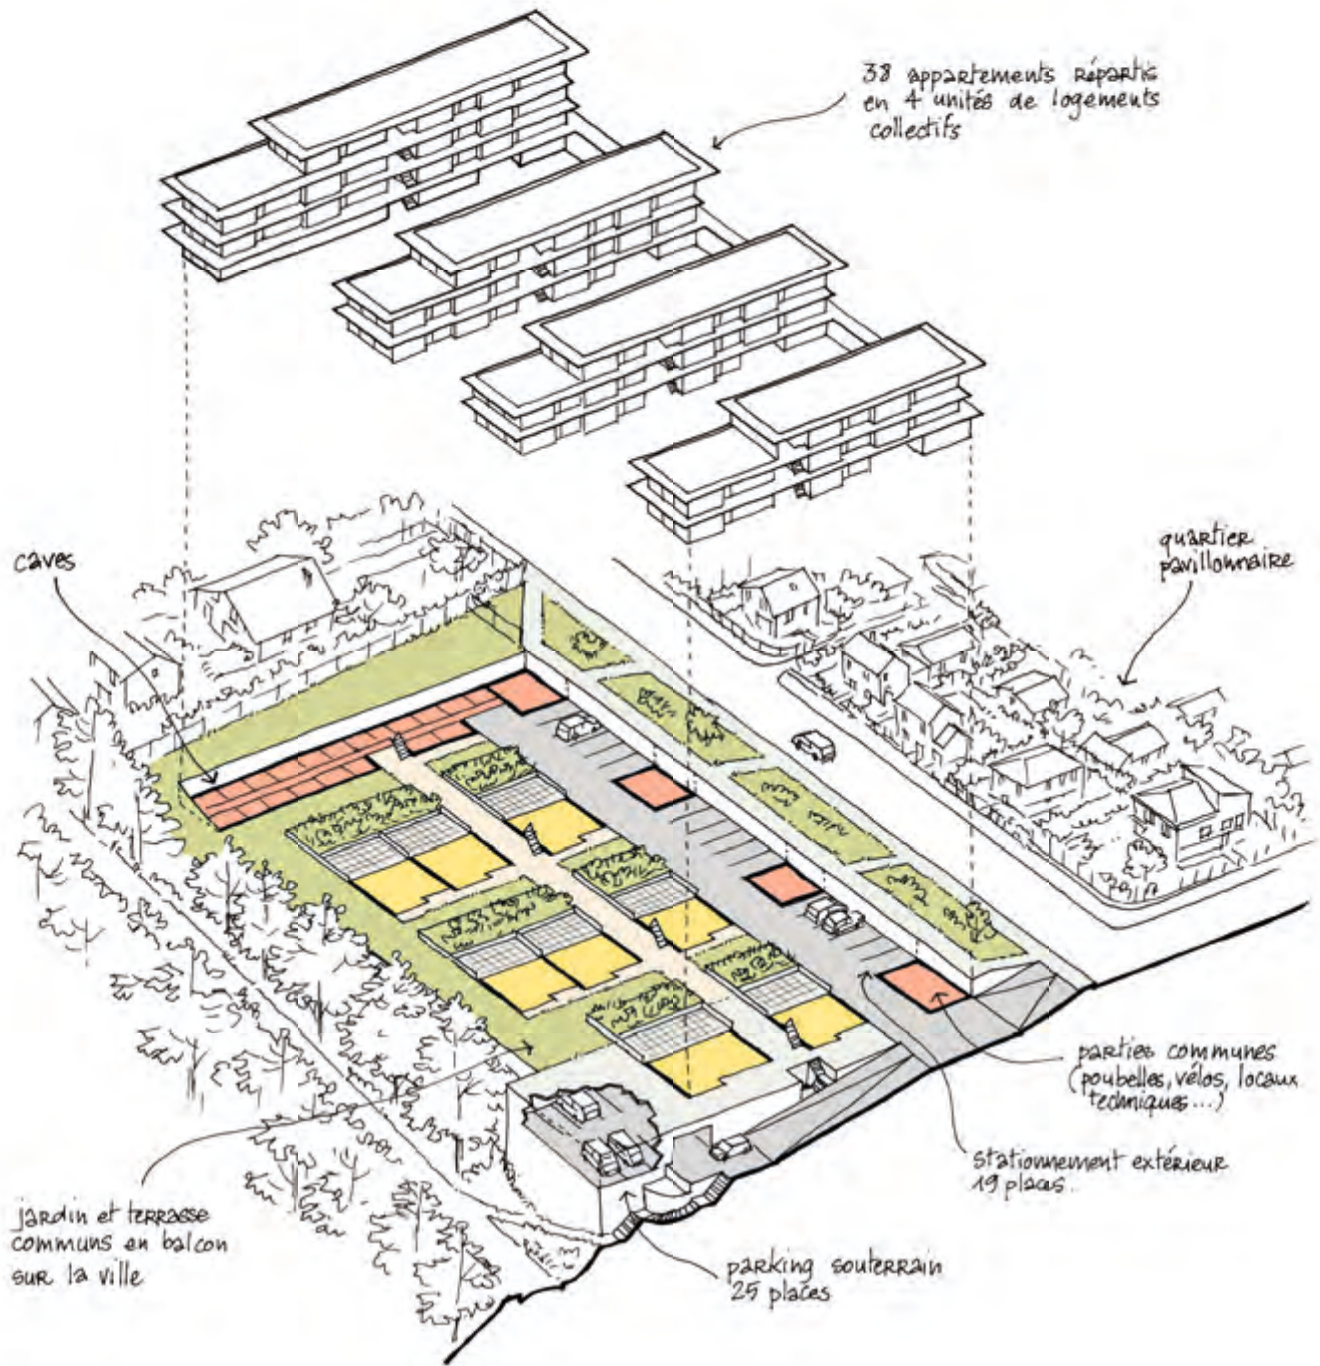 38 appartements répartis
en 4 unités de logements
collectifs
quartier
pavillonnaire
caves
parties communes
(poubelles, vélos, locaux
techniques...)
stationnement extérieur
19 places.
jardin et terrasse
communs en balcon
sur la ville
parking souterrain
25 places